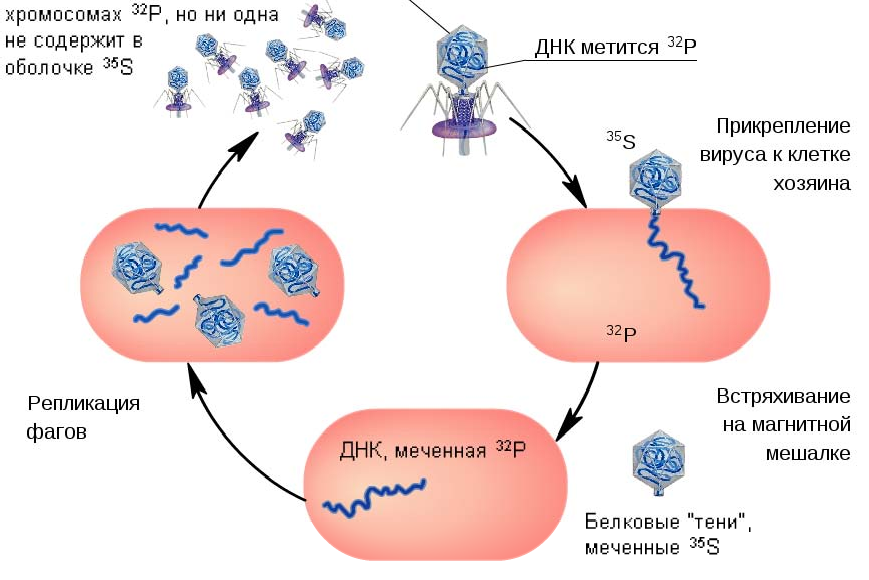 хромосомах ³²P, но ни одна
не содержит в
оболочке ³⁵S
ДНК метится ³²P
³⁵S
Прикрепление
вируса к клетке
хозяина
³²P
Встряхивание
на магнитной
мешалке
Репликация
фагов
ДНК, меченная ³²P
Белковые "тени",
меченные ³⁵S